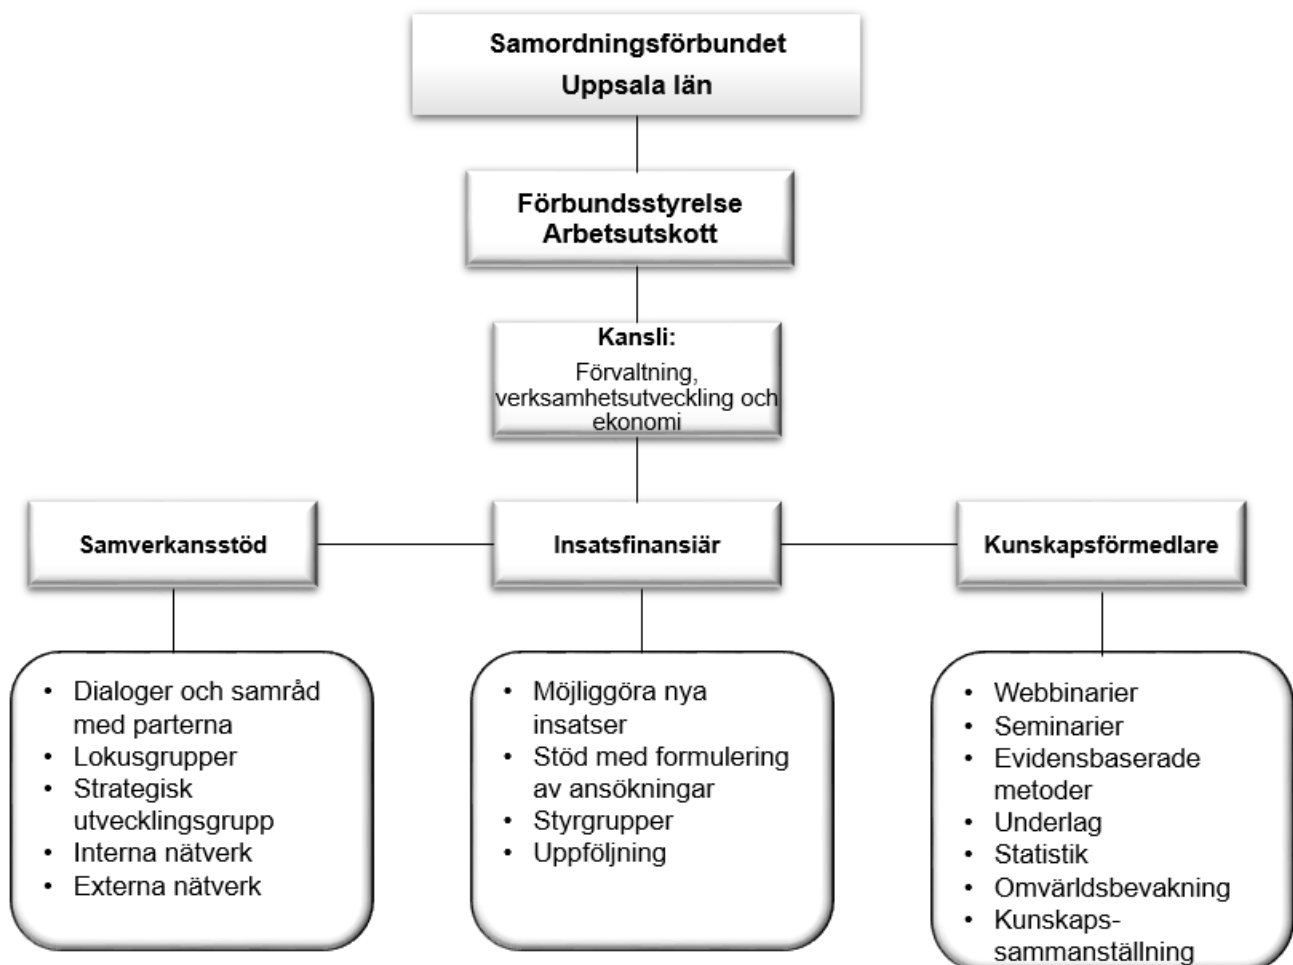 Samordningsförbundet
Uppsala län
Förbundsstyrelse
Arbetsutskott
Kansli:
Förvaltning,
verksamhetsutveckling och
ekonomi
Samverkansstöd
Insatsfinansiär
Kunskapsförmedlare
• Dialoger och samråd
med parterna
• Lokusgrupper
• Strategisk
utvecklingsgrupp
• Interna nätverk
• Externa nätverk
• Möjliggöra nya
insatser
• Stöd med formulering
av ansökningar
• Styrgrupper
• Uppföljning
• Webbinarier
• Seminarier
• Evidensbaserade
metoder
• Underlag
• Statistik
• Omvärldsbevakning
• Kunskaps-
sammanställning